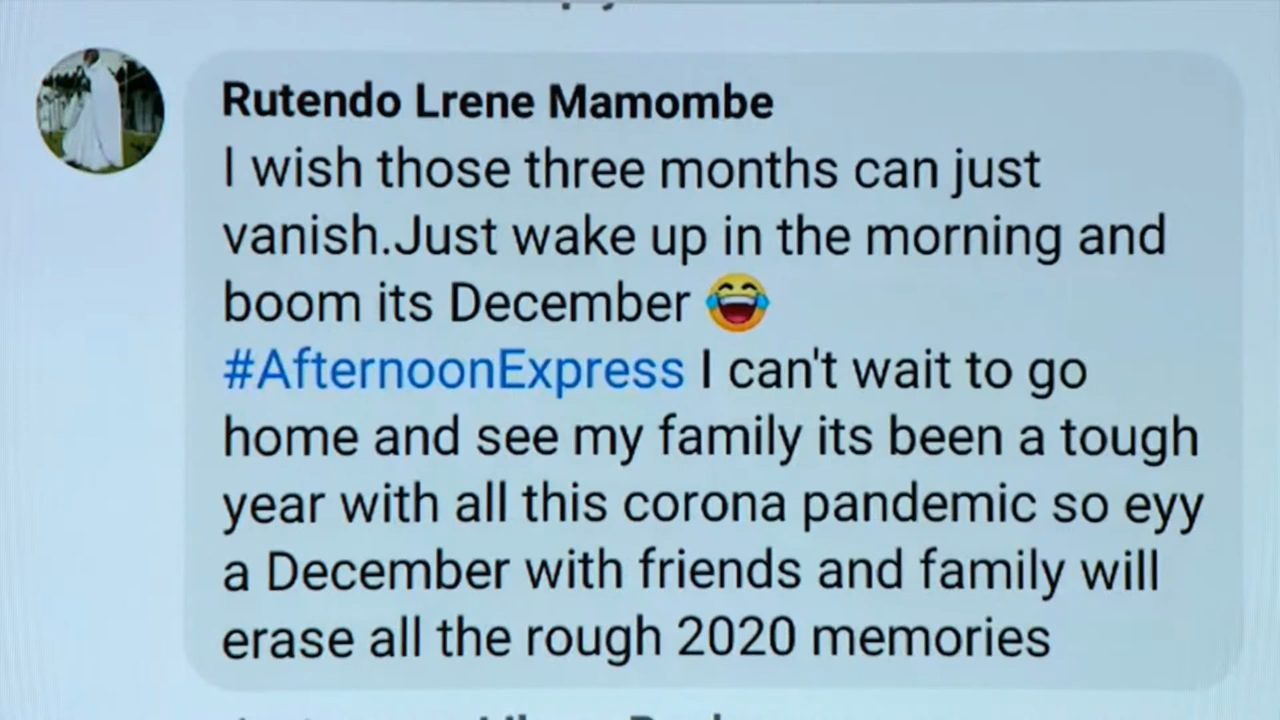 Rutendo Lrene Mamombe
I wish those three months can just
vanish.Just wake up in the morning and
boom its December 😂
#AfternoonExpress I can't wait to go
home and see my family its been a tough
year with all this corona pandemic so eyy
a December with friends and family will
erase all the rough 2020 memories